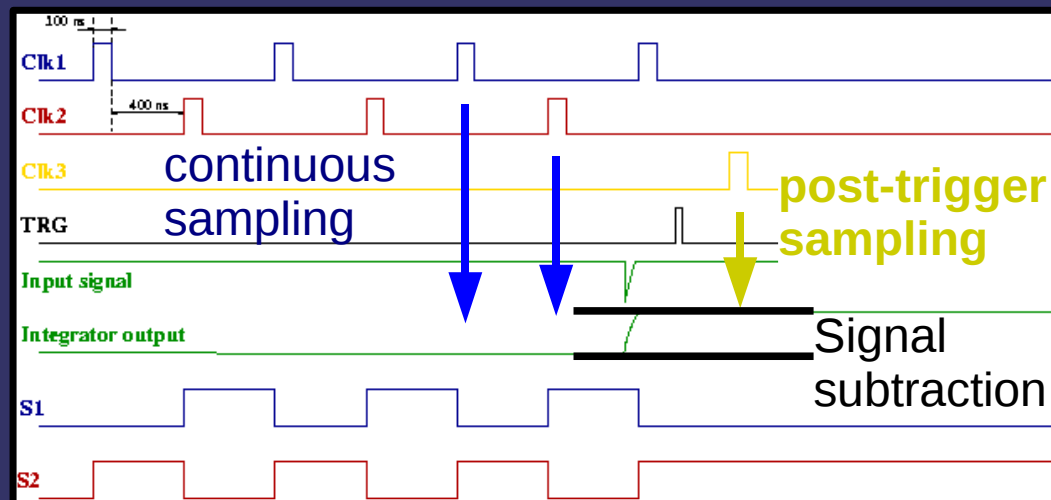 100 ns
Clk1
400 ns
Clk2
continuous
sampling
Clk3
post-trigger
sampling
TRG
Input signal
Integrator output
Signal
subtraction
S1
S2